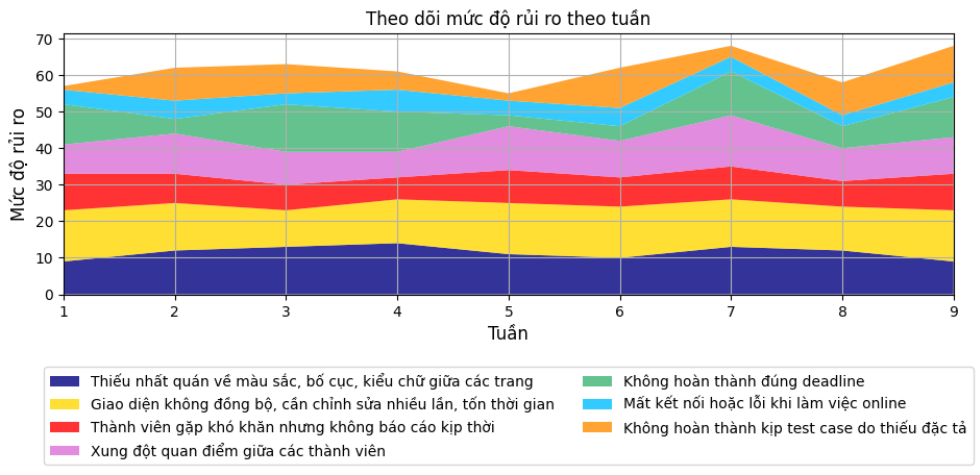 Theo dõi mức độ rủi ro theo tuần
Mức độ rủi ro
70
60
50
40
30
20
10
0
1 2 3 4 5 6 7 8 9
Tuần
Thiếu nhất quán về màu sắc, bố cục, kiểu chữ giữa các trang
Giao diện không đồng bộ, cần chỉnh sửa nhiều lần, tốn thời gian
Thành viên gặp khó khăn nhưng không báo cáo kịp thời
Xung đột quan điểm giữa các thành viên
Không hoàn thành đúng deadline
Mất kết nối hoặc lỗi khi làm việc online
Không hoàn thành kịp test case do thiếu đặc tả